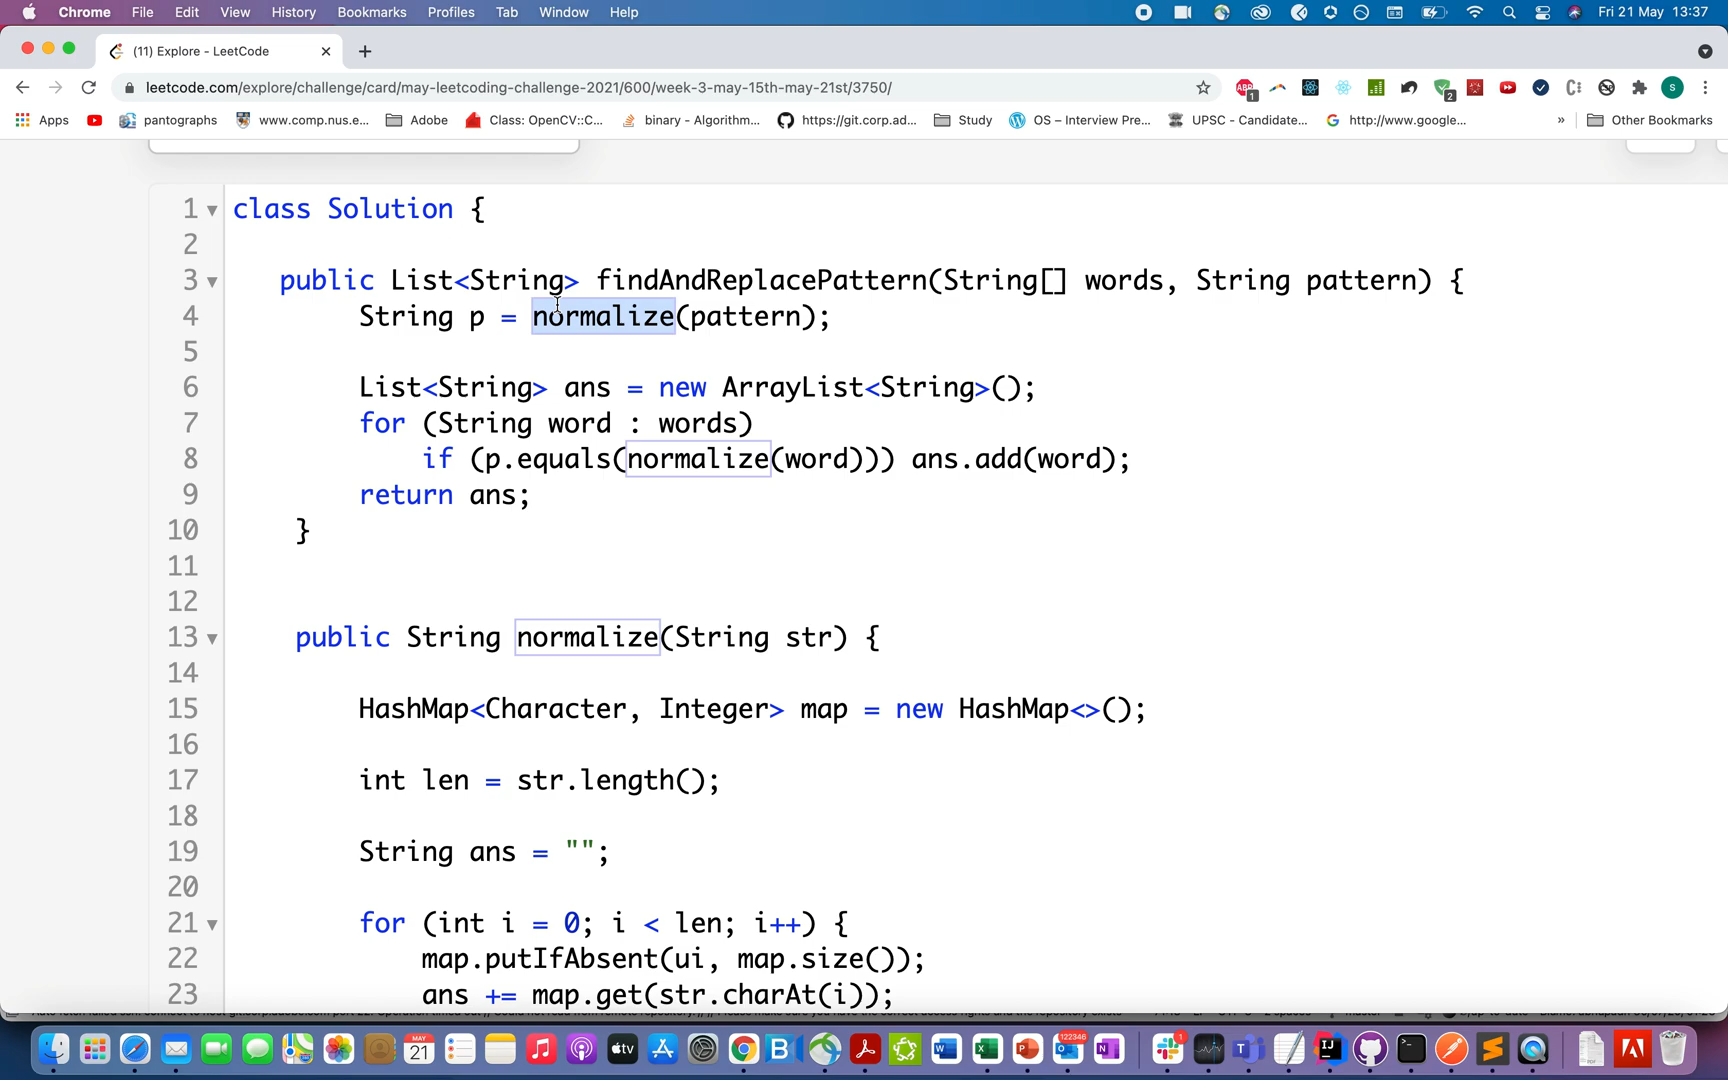 Chrome File Edit View History Bookmarks Profiles Tab Window Help Fri 21 May 13:37
(11) Explore - LeetCode
leetcode.com/explore/challenge/card/may-leetcoding-challenge-2021/600/week-3-may-15th-may-21st/3750/
Apps pantographs www.comp.nus.e... Adobe Class: OpenCV::C... binary - Algorithm... https://git.corp.ad... Study OS – Interview Pre... UPSC - Candidate... http://www.google... » Other Bookmarks
1 class Solution {
2
3 public List<String> findAndReplacePattern(String[] words, String pattern) {
4 String p = normalize(pattern);
5
6 List<String> ans = new ArrayList<String>();
7 for (String word : words)
8 if (p.equals(normalize(word))) ans.add(word);
9 return ans;
10 }
11
12
13 public String normalize(String str) {
14
15 HashMap<Character, Integer> map = new HashMap<>();
16
17 int len = str.length();
18
19 String ans = "";
20
21 for (int i = 0; i < len; i++) {
22 map.putIfAbsent(ui, map.size());
23 ans += map.get(str.charAt(i));